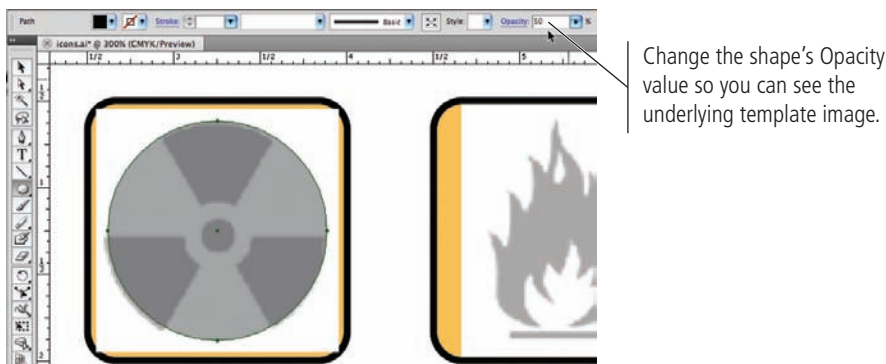 Path Stroke: Basic Style: Opacity: 50 %
icons.ai* @ 300% (CMYK/Preview)
1/2 3 1/2 4 1/2 5
Change the shape's Opacity
value so you can see the
underlying template image.